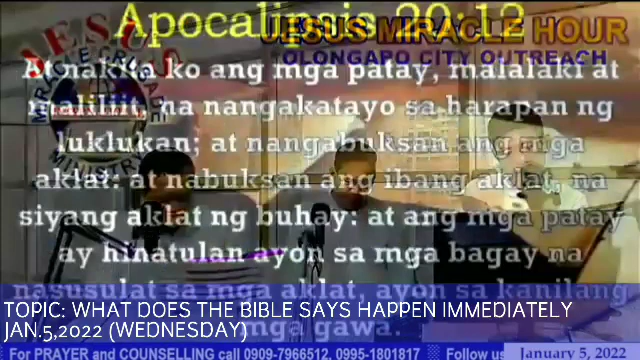 Apocalipsis 20:12
JESUS MIRACLE HOUR
OLONGAPO CITY OUTREACH
JESUS
MIRACLE CRUSADE
MINISTRY
At nakita ko ang mga patay, malalaki at
maliliit, na nangakatayo sa harapan ng
luklukan; at nangabuksan ang mga
aklat: at nabuksan ang ibang aklat, na
siyang aklat ng buhay: at ang mga patay
ay hinatulan ayon sa mga bagay na
nasusulat sa mga aklat, ayon sa kanilang
mga gawa.
TOPIC: WHAT DOES THE BIBLE SAYS HAPPEN IMMEDIATELY
JAN.5,2022 (WEDNESDAY)
For PRAYER and COUNSELLING call 0909-7966512, 0995-1801817 Follow us
January 5, 2022